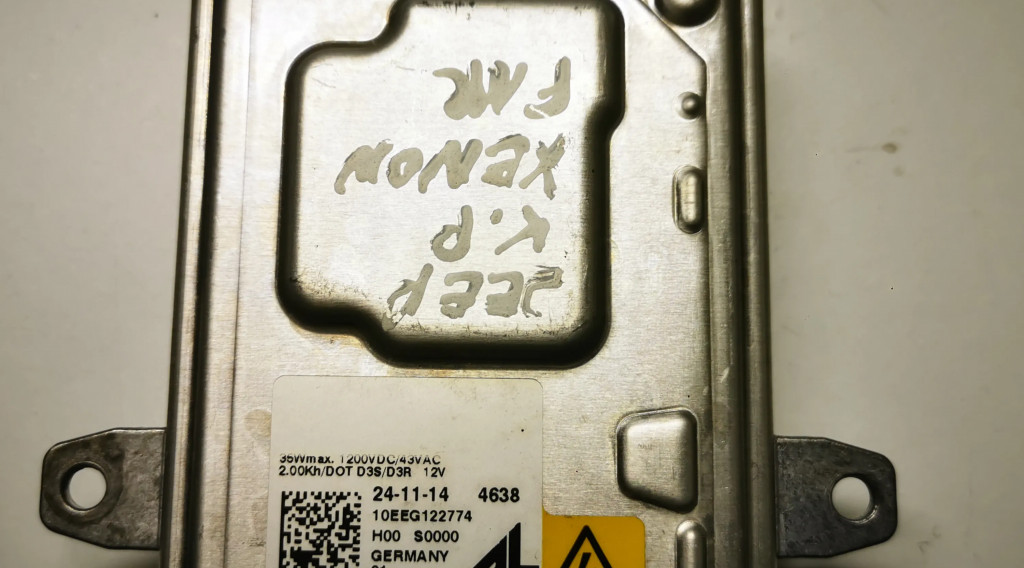 JEEP
K.P
XENON
35Wmax. 1200VDC/43VAC
2.00Kh/DOT D3S/D3R 12V
24-11-14 4638
10EEG122774
H00 S0000
GERMANY